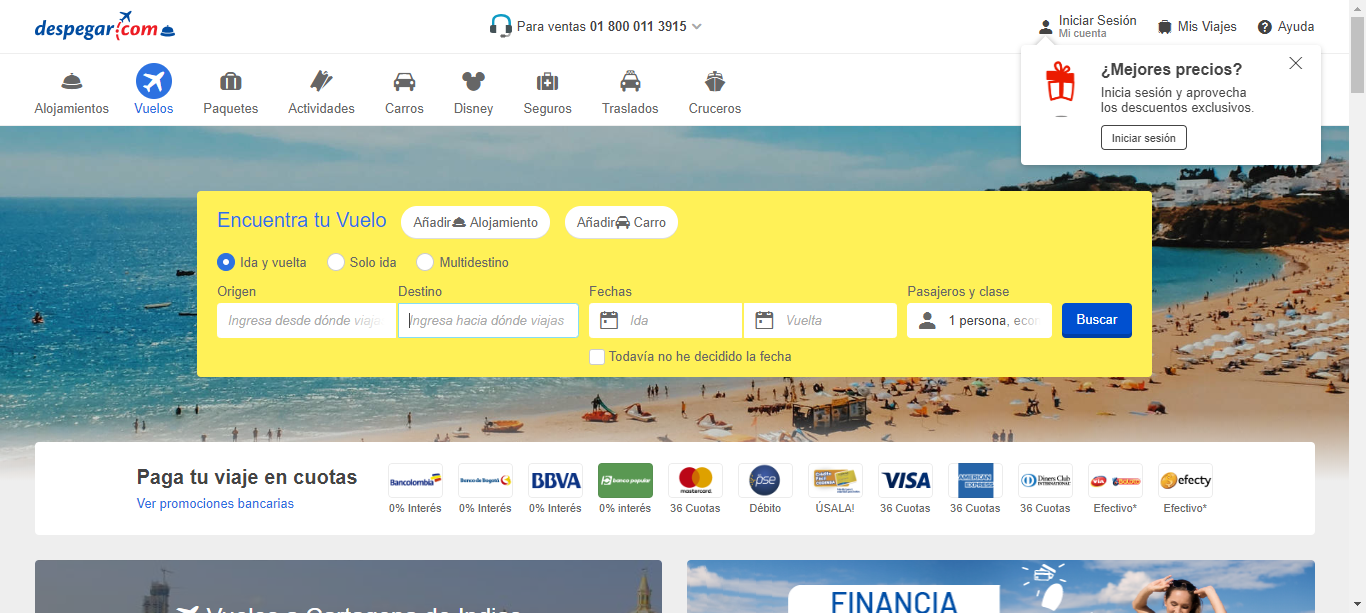 despegar.com
Para ventas 01 800 011 3915
Iniciar Sesión
Mi cuenta
Mis Viajes
Ayuda
Alojamientos
Vuelos
Paquetes
Actividades
Carros
Disney
Seguros
Traslados
Cruceros
¿Mejores precios?
Inicia sesión y aprovecha
los descuentos exclusivos.
Iniciar sesión
Encuentra tu Vuelo
Añadir Alojamiento
Añadir Carro
Ida y vuelta
Solo ida
Multidestino
Origen
Destino
Fechas
Pasajeros y clase
Ingresa desde dónde viaja
Ingresa hacia dónde viajas
Ida
Vuelta
1 persona, econ
Buscar
Todavía no he decidido la fecha
Paga tu viaje en cuotas
Ver promociones bancarias
Bancolombia
Banco de Bogotá
BBVA
banco popular
mastercard
pse
VISA
AMERICAN EXPRESS
Diners Club
INTERNATIONAL
via
BALOTO
efecty
0% Interés
0% Interés
0% Interés
0% interés
36 Cuotas
Débito
ÚSALA!
36 Cuotas
36 Cuotas
36 Cuotas
Efectivo*
Efectivo*
Vuelos a Cartagena de Indias
FINANCIA